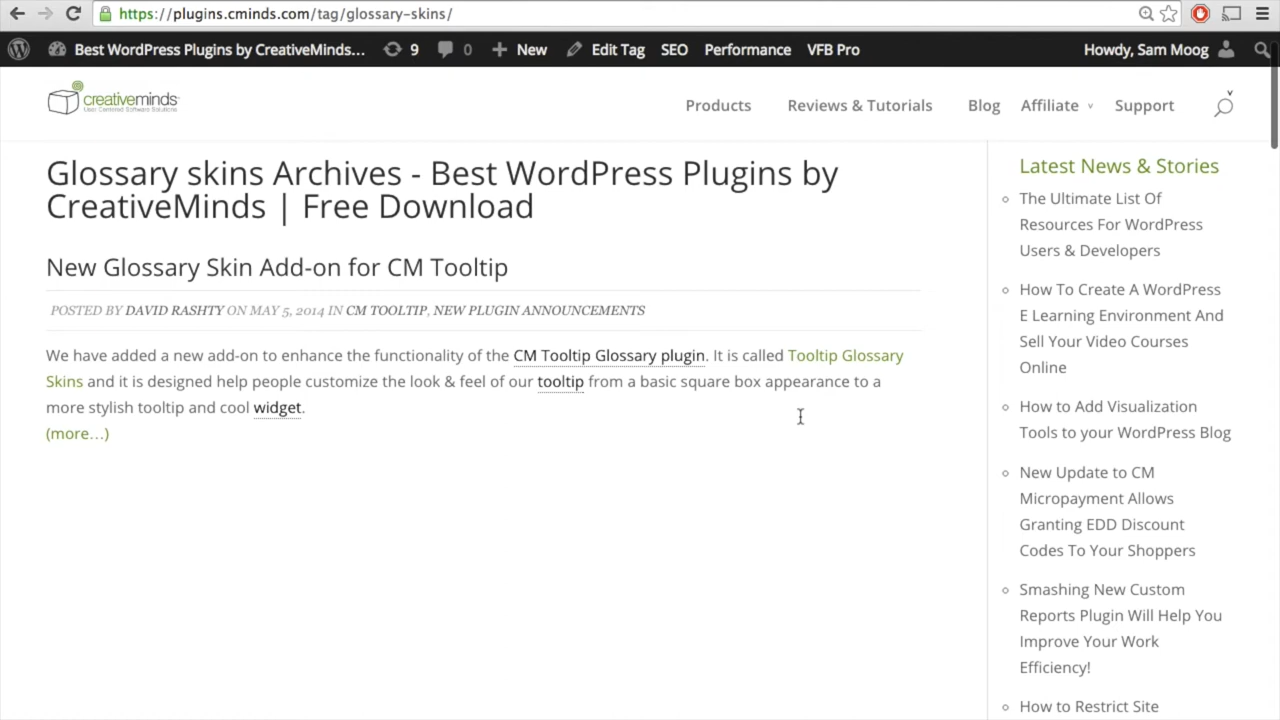 https://plugins.cminds.com/tag/glossary-skins/
Best WordPress Plugins by CreativeMinds... 9 0 New Edit Tag SEO Performance VFB Pro Howdy, Sam Moog
creativeminds
User Centered Software Solutions
Products Reviews & Tutorials Blog Affiliate Support
Glossary skins Archives - Best WordPress Plugins by
CreativeMinds | Free Download
New Glossary Skin Add-on for CM Tooltip
POSTED BY DAVID RASHTY ON MAY 5, 2014 IN CM TOOLTIP, NEW PLUGIN ANNOUNCEMENTS
We have added a new add-on to enhance the functionality of the CM Tooltip Glossary plugin. It is called Tooltip Glossary
Skins and it is designed help people customize the look & feel of our tooltip from a basic square box appearance to a
more stylish tooltip and cool widget.
(more…)
Latest News & Stories
The Ultimate List Of
Resources For WordPress
Users & Developers
How To Create A WordPress
E Learning Environment And
Sell Your Video Courses
Online
How to Add Visualization
Tools to your WordPress Blog
New Update to CM
Micropayment Allows
Granting EDD Discount
Codes To Your Shoppers
Smashing New Custom
Reports Plugin Will Help You
Improve Your Work
Efficiency!
How to Restrict Site